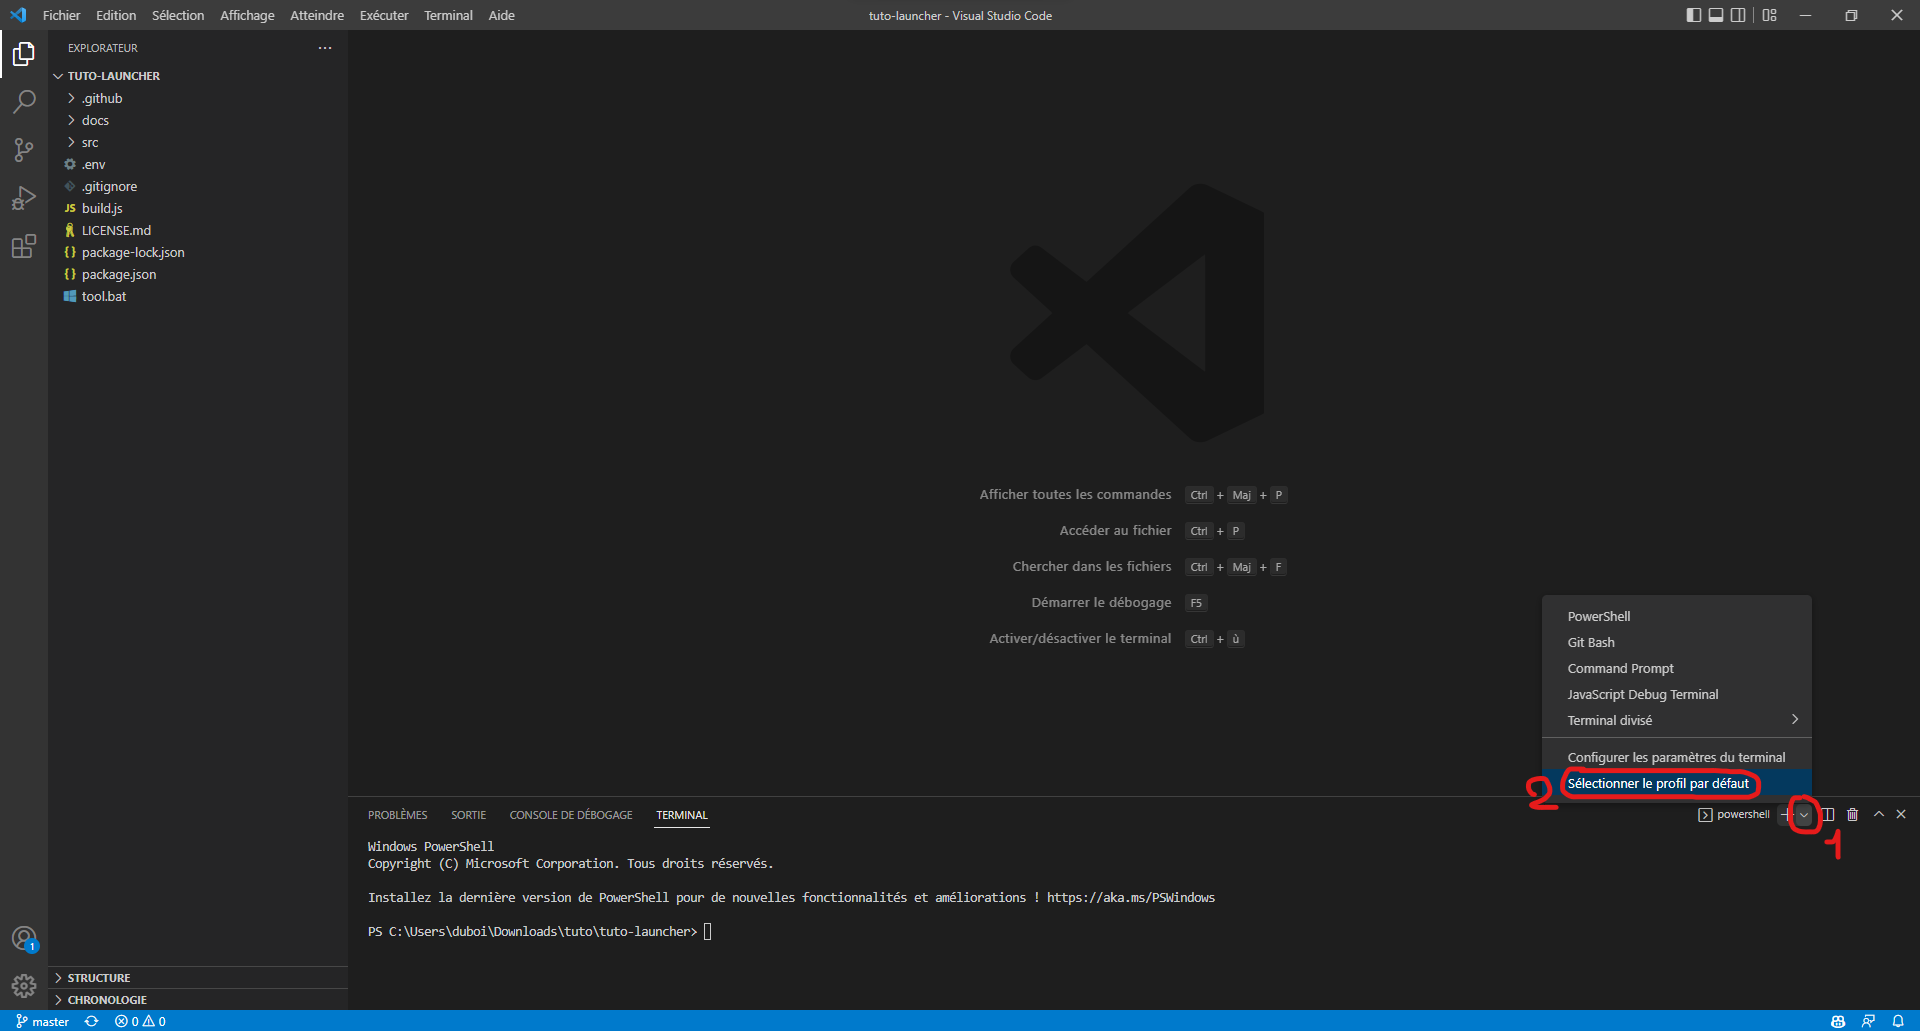 Fichier Edition Sélection Affichage Atteindre Exécuter Terminal Aide
tuto-launcher - Visual Studio Code
EXPLORATEUR
TUTO-LAUNCHER
.github
docs
src
.env
.gitignore
JS build.js
LICENSE.md
{} package-lock.json
{} package.json
tool.bat
Afficher toutes les commandes Ctrl + Maj + P
Accéder au fichier Ctrl + P
Chercher dans les fichiers Ctrl + Maj + F
Démarrer le débogage F5
Activer/désactiver le terminal Ctrl + ù
PowerShell
Git Bash
Command Prompt
JavaScript Debug Terminal
Terminal divisé
Configurer les paramètres du terminal
2 Sélectionner le profil par défaut
PROBLÈMES SORTIE CONSOLE DE DÉBOGAGE TERMINAL
powershell
1
Windows PowerShell
Copyright (C) Microsoft Corporation. Tous droits réservés.
Installez la dernière version de PowerShell pour de nouvelles fonctionnalités et améliorations ! https://aka.ms/PSWindows
PS C:\Users\duboi\Downloads\tuto\tuto-launcher>
1
STRUCTURE
CHRONOLOGIE
master 0 0